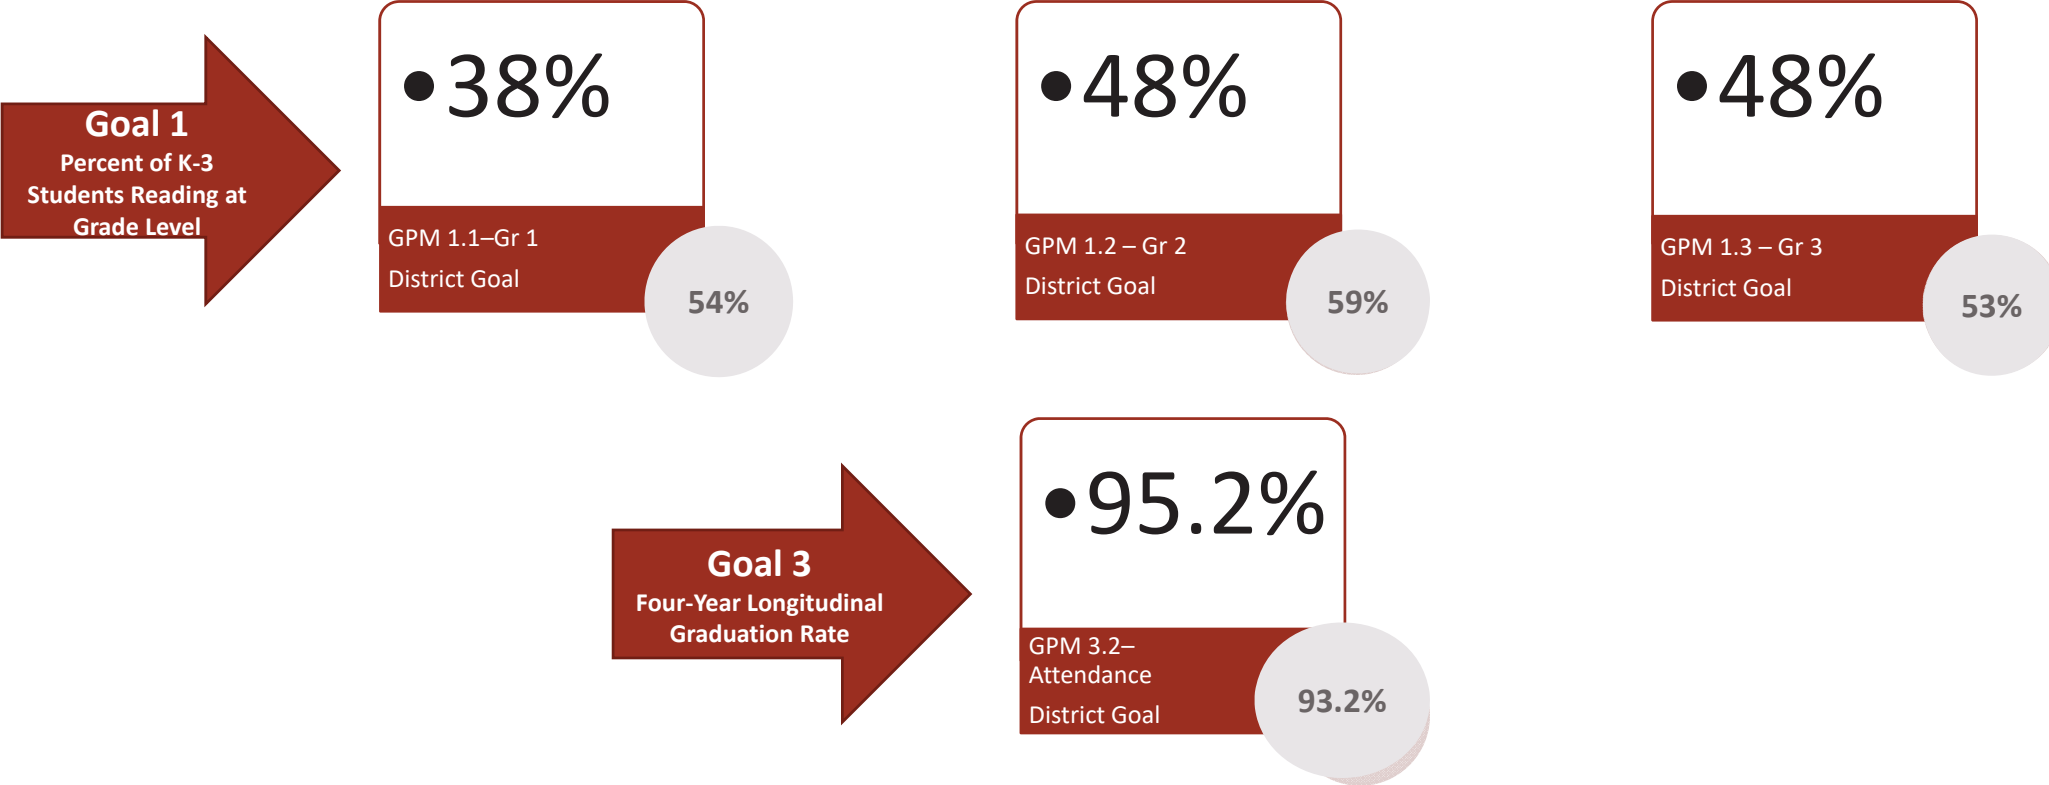 Goal 1
Percent of K-3
Students Reading at
Grade Level
•38%
GPM 1.1–Gr 1
District Goal
54%
•48%
GPM 1.2 – Gr 2
District Goal
59%
•48%
GPM 1.3 – Gr 3
District Goal
53%
Goal 3
Four-Year Longitudinal
Graduation Rate
•95.2%
GPM 3.2–
Attendance
District Goal
93.2%